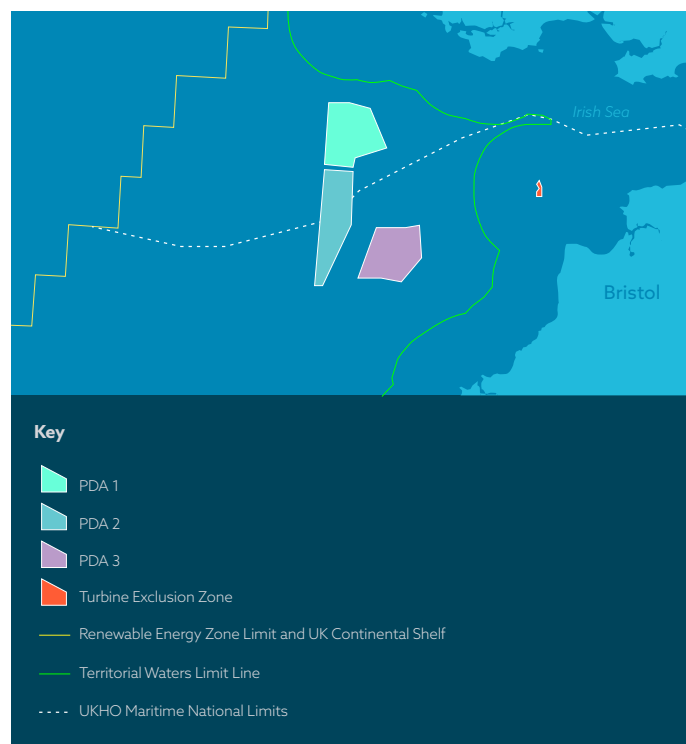 Irish Sea
Bristol
Key
PDA 1
PDA 2
PDA 3
Turbine Exclusion Zone
Renewable Energy Zone Limit and UK Continental Shelf
Territorial Waters Limit Line
UKHO Maritime National Limits